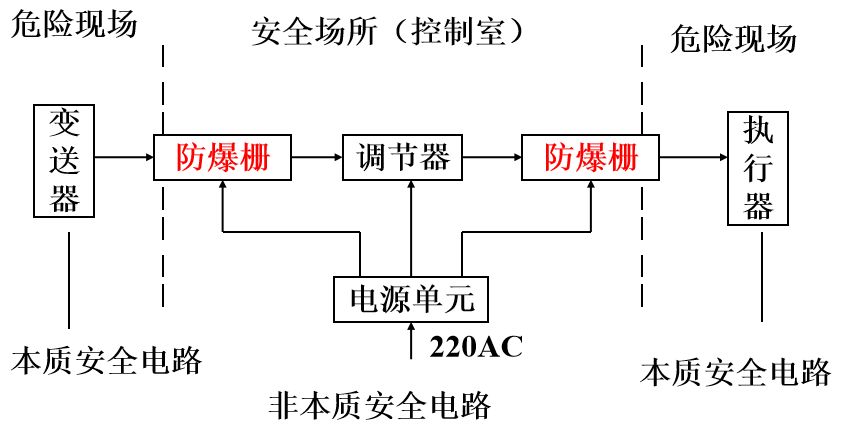 危险现场
安全场所（控制室）
危险现场
变送器
防爆栅
调节器
防爆栅
执行器
电源单元
220AC
本质安全电路
非本质安全电路
本质安全电路